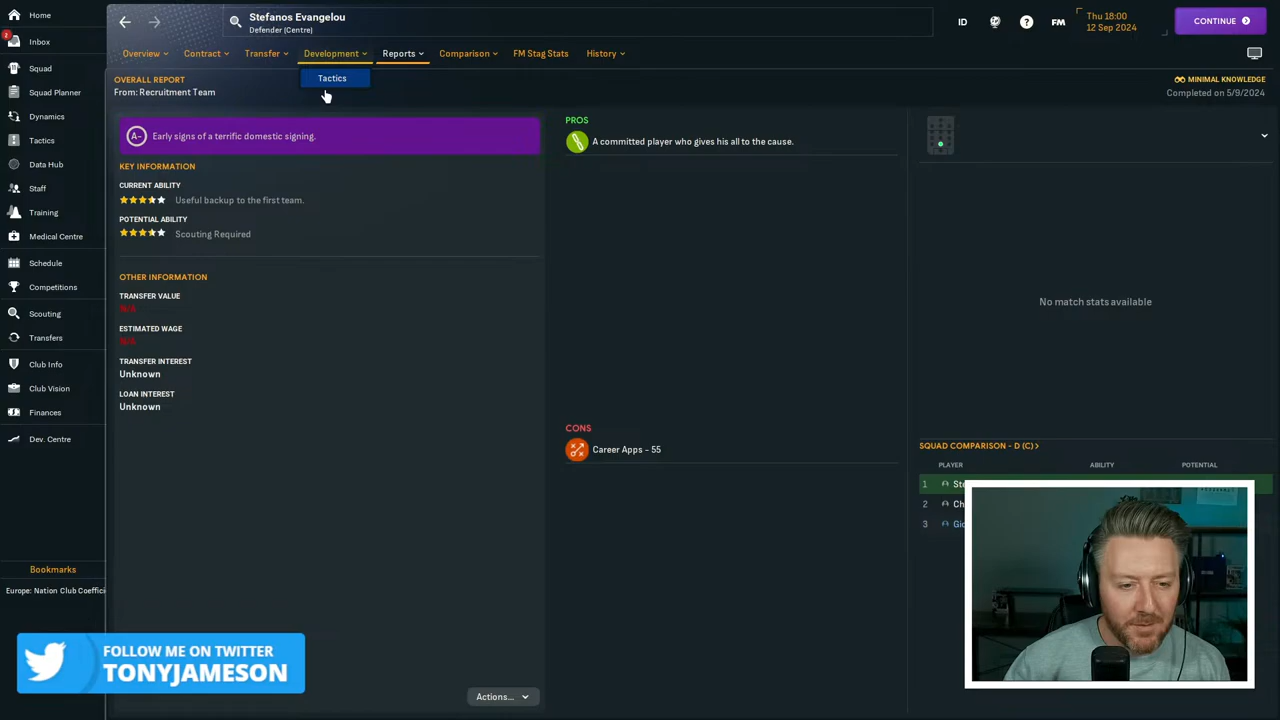 Home
2
Inbox
Squad
Squad Planner
Dynamics
Tactics
Data Hub
Staff
Training
Medical Centre
Schedule
Competitions
Scouting
Transfers
Club Info
Club Vision
Finances
Dev. Centre
Bookmarks
Europe: Nation Club Coeffici
Stefanos Evangelou
Defender (Centre)
ID
?
FM
Thu 18:00
12 Sep 2024
CONTINUE
Overview
Contract
Transfer
Development
Reports
Comparison
FM Stag Stats
History
Tactics
OVERALL REPORT
From: Recruitment Team
MINIMAL KNOWLEDGE
Completed on 5/9/2024
A-
Early signs of a terrific domestic signing.
KEY INFORMATION
CURRENT ABILITY
Useful backup to the first team.
POTENTIAL ABILITY
Scouting Required
OTHER INFORMATION
TRANSFER VALUE
N/A
ESTIMATED WAGE
N/A
TRANSFER INTEREST
Unknown
LOAN INTEREST
Unknown
Actions...
PROS
A committed player who gives his all to the cause.
CONS
Career Apps - 55
No match stats available
SQUAD COMPARISON - D (C)>
PLAYER ABILITY POTENTIAL
1
2 Ch
3 Gio
FOLLOW ME ON TWITTER
TONYJAMESON